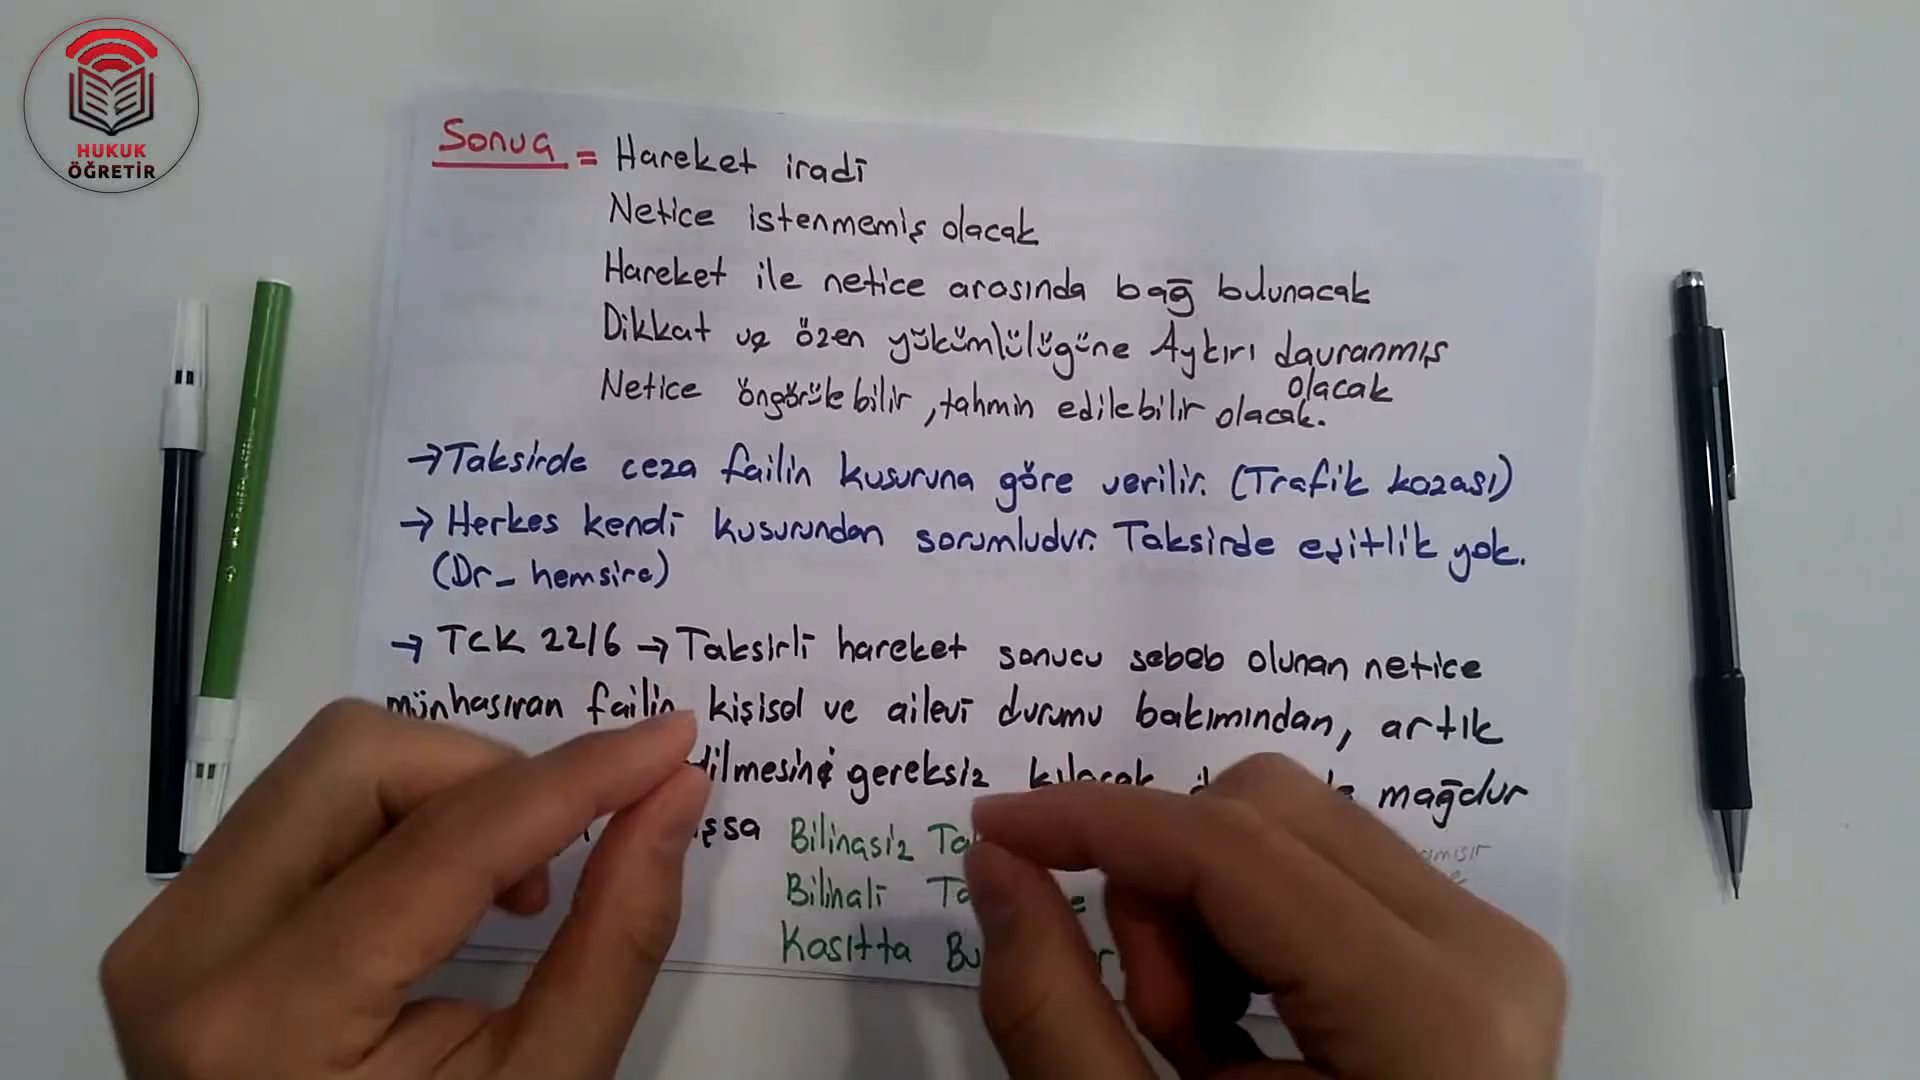 HUKUK
ÖĞRETİR
Sonuç = Hareket iradi
Netice istenmemiş olacak
Hareket ile netice arasında bağ bulunacak
Dikkat ve özen yükümlülüğüne Aykırı davranmış
olacak
Netice öngörülebilir, tahmin edilebilir olacak.
→ Taksirde ceza failin kusuruna göre verilir. (Trafik kazası)
→ Herkes kendi kusurundan sorumludur. Taksirde eşitlik yok.
(Dr - hemşire)
→ TCK 22/6 → Taksirli hareket sonucu sebeb olunan netice
münhasıran failin kişisel ve ailevi durumu bakımından, artık
gereksiz mağdur
Bilinçsiz
Bilinçli
Kasıtta